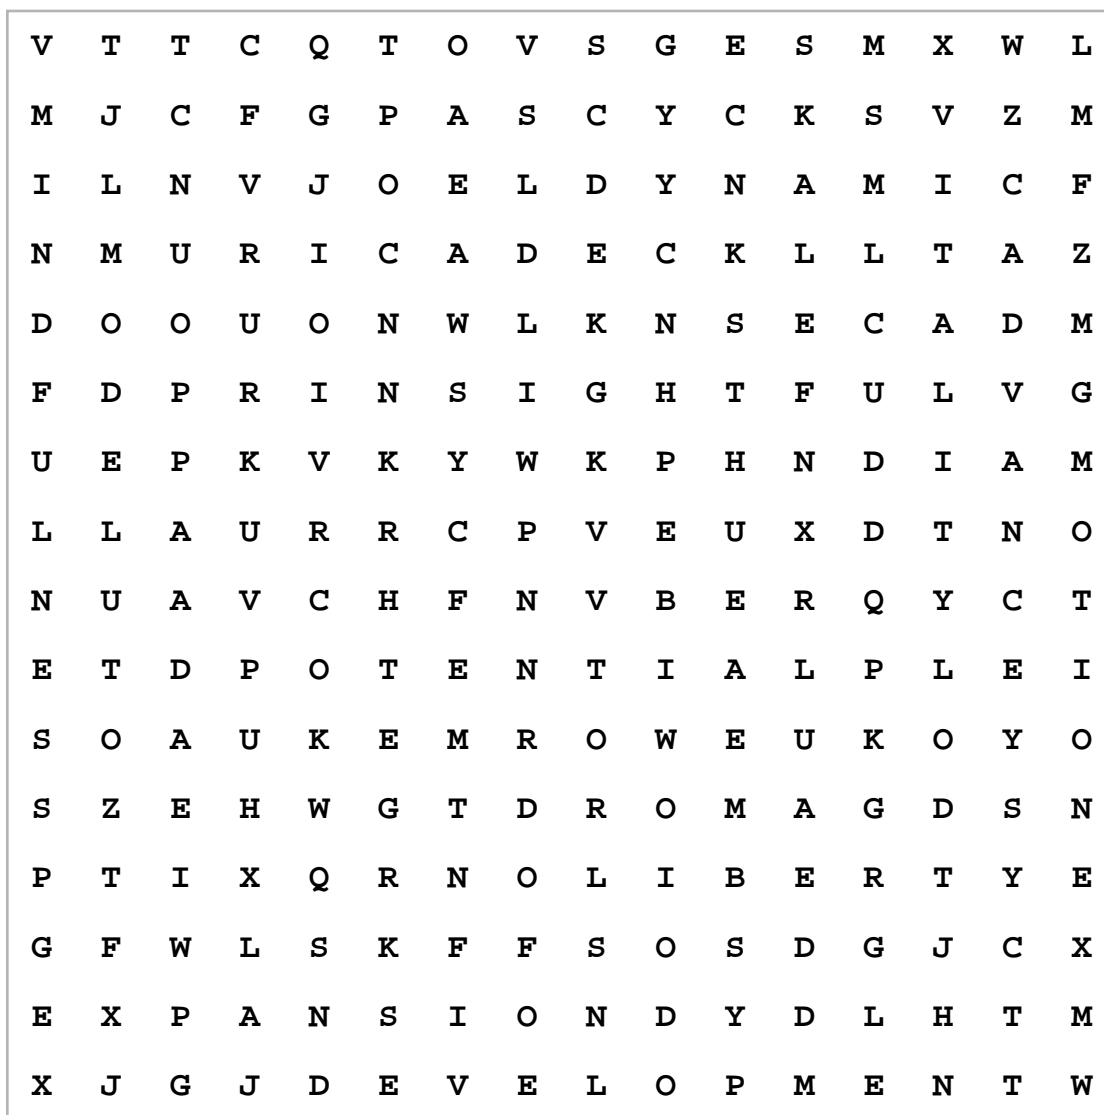 V T T C Q T O V S G E S M X W L
M J C F G P A S C Y C K S V Z M
I L N V J O E L D Y N A M I C F
N M U R I C A D E C K L L T A Z
D O O U O N W L K N S E C A D M
F D P R I N S I G H T F U L V G
U E P K V K Y W K P H N D I A M
L L A U R R C P V E U X D T N O
N U A V C H F N V B E R Q Y C T
E T D P O T E N T I A L P L E I
S O A U K E M R O W E U K O Y O
S Z E H W G T D R O M A G D S N
P T I X Q R N O L I B E R T Y E
G F W L S K F F S O S D G J C X
E X P A N S I O N D Y D L H T M
X J G J D E V E L O P M E N T W